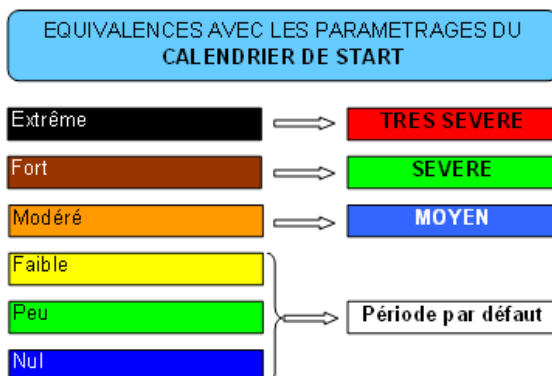 EQUIVALENCES AVEC LES PARAMETRAGES DU
CALENDRIER DE START
Extrême
TRES SEVERE
Fort
SEVERE
Modéré
MOYEN
Faible
Peu
Période par défaut
Nul